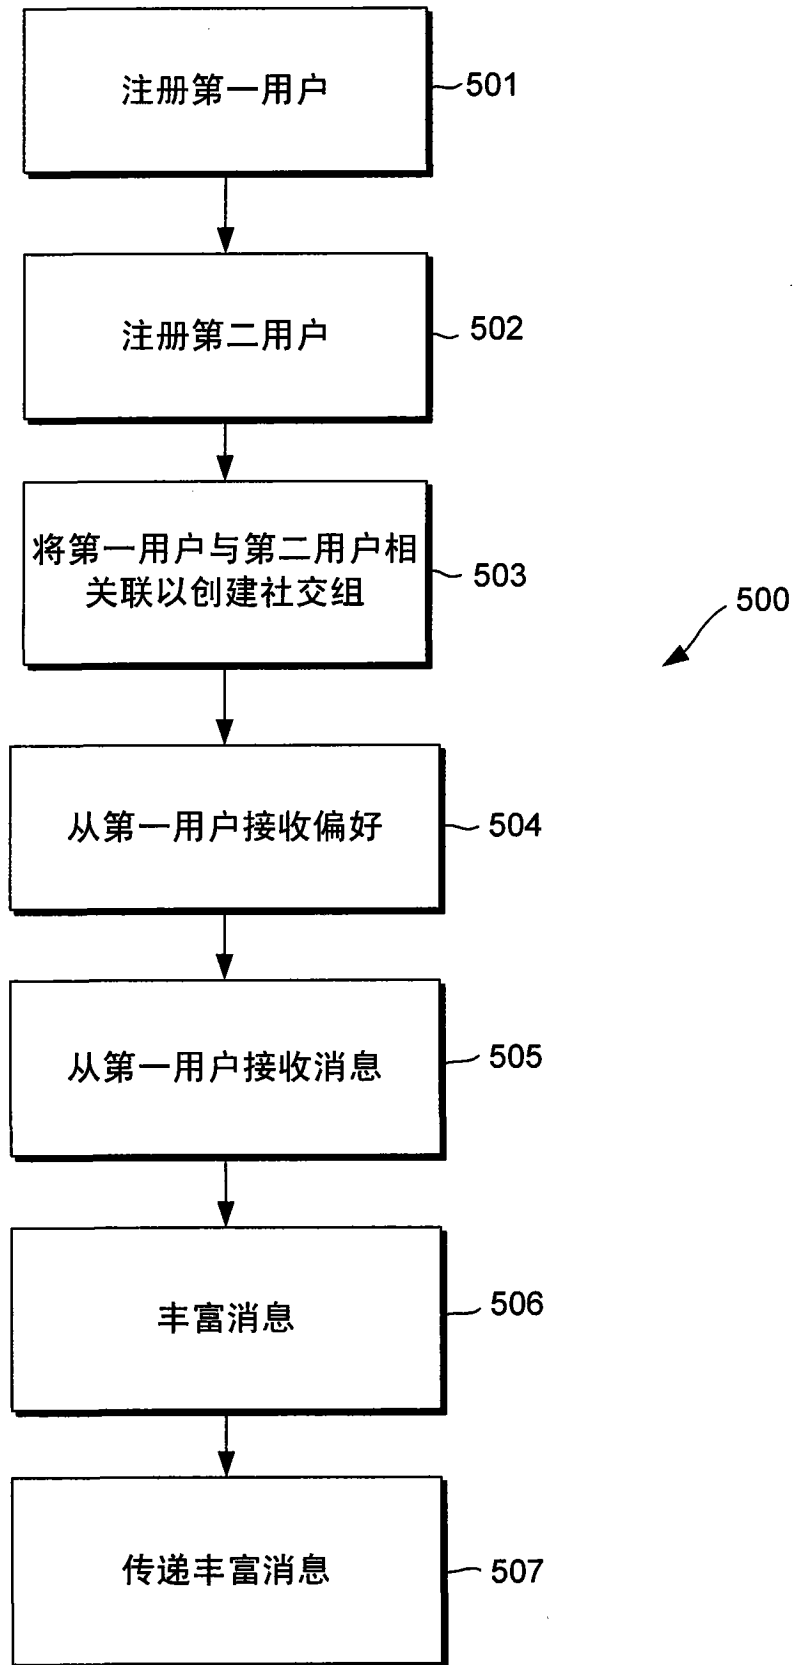 注册第一用户
501
注册第二用户
502
将第一用户与第二用户相
关联以创建社交组
503
500
从第一用户接收偏好
504
从第一用户接收消息
505
丰富消息
506
传递丰富消息
507